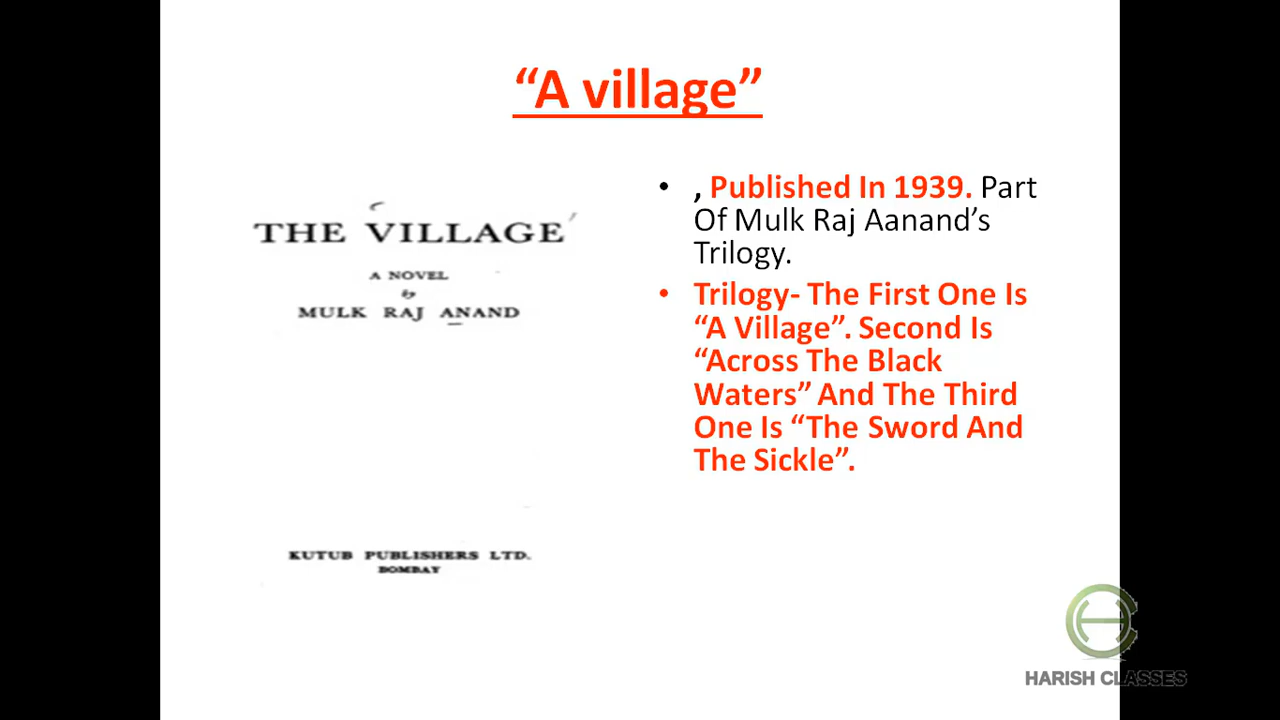 “A village”
THE VILLAGE
A NOVEL
by
MULK RAJ ANAND
KUTUB PUBLISHERS LTD.
BOMBAY
• , Published In 1939. Part
Of Mulk Raj Aanand’s
Trilogy.
• Trilogy- The First One Is
“A Village”. Second Is
“Across The Black
Waters” And The Third
One Is “The Sword And
The Sickle”.
HARISH CLASSES